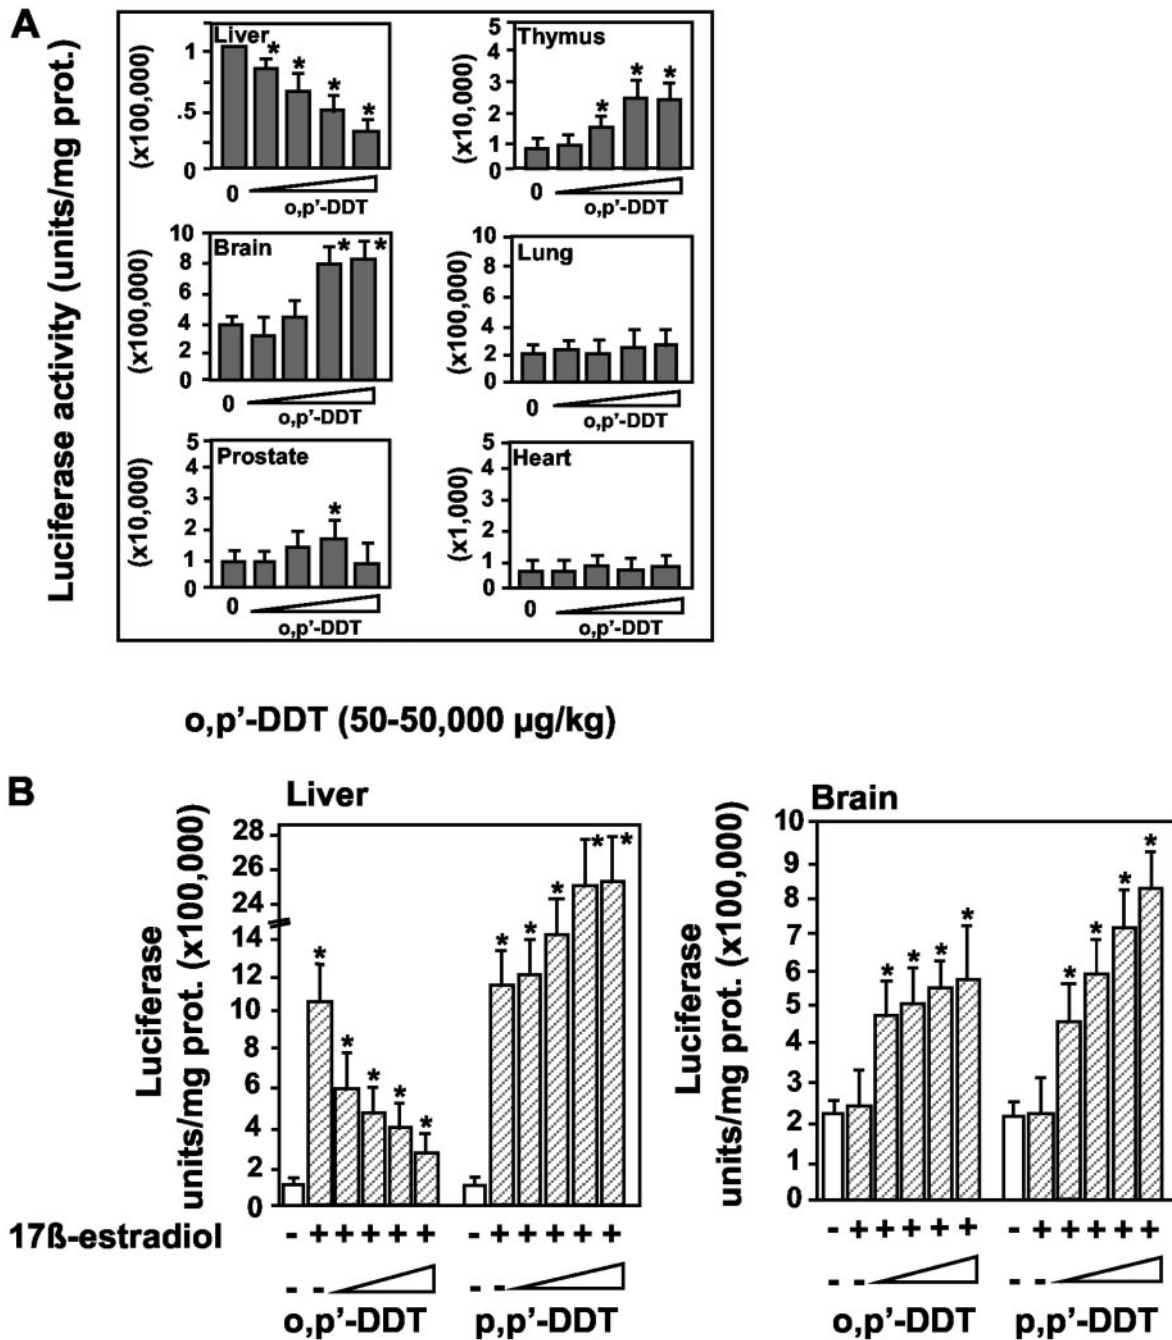 A
Luciferase activity (units/mg prot.)
Liver
(x100,000)
1
.5
0
0
o,p'-DDT
Thymus
(x10,000)
5
4
3
2
1
0
0
o,p'-DDT
Brain
(x100,000)
10
8
6
4
2
0
0
o,p'-DDT
Lung
(x100,000)
10
8
6
4
2
0
0
o,p'-DDT
Prostate
(x10,000)
5
4
3
2
1
0
0
o,p'-DDT
Heart
(x1,000)
5
4
3
2
1
0
0
o,p'-DDT
* * * *
* * *
* *
*
o,p'-DDT (50-50,000 µg/kg)
B
Liver
Luciferase
units/mg prot. (x100,000)
28
26
24
14
12
10
8
6
4
2
0
* * * * * * * * * *
Brain
Luciferase
units/mg prot. (x100,000)
10
9
8
7
6
5
4
3
2
1
0
* * * * * * * *
17ß-estradiol
- + + + + + - + + + + +
- + + + + + - + + + + +
- - - -
- - - -
o,p'-DDT p,p'-DDT
o,p'-DDT p,p'-DDT